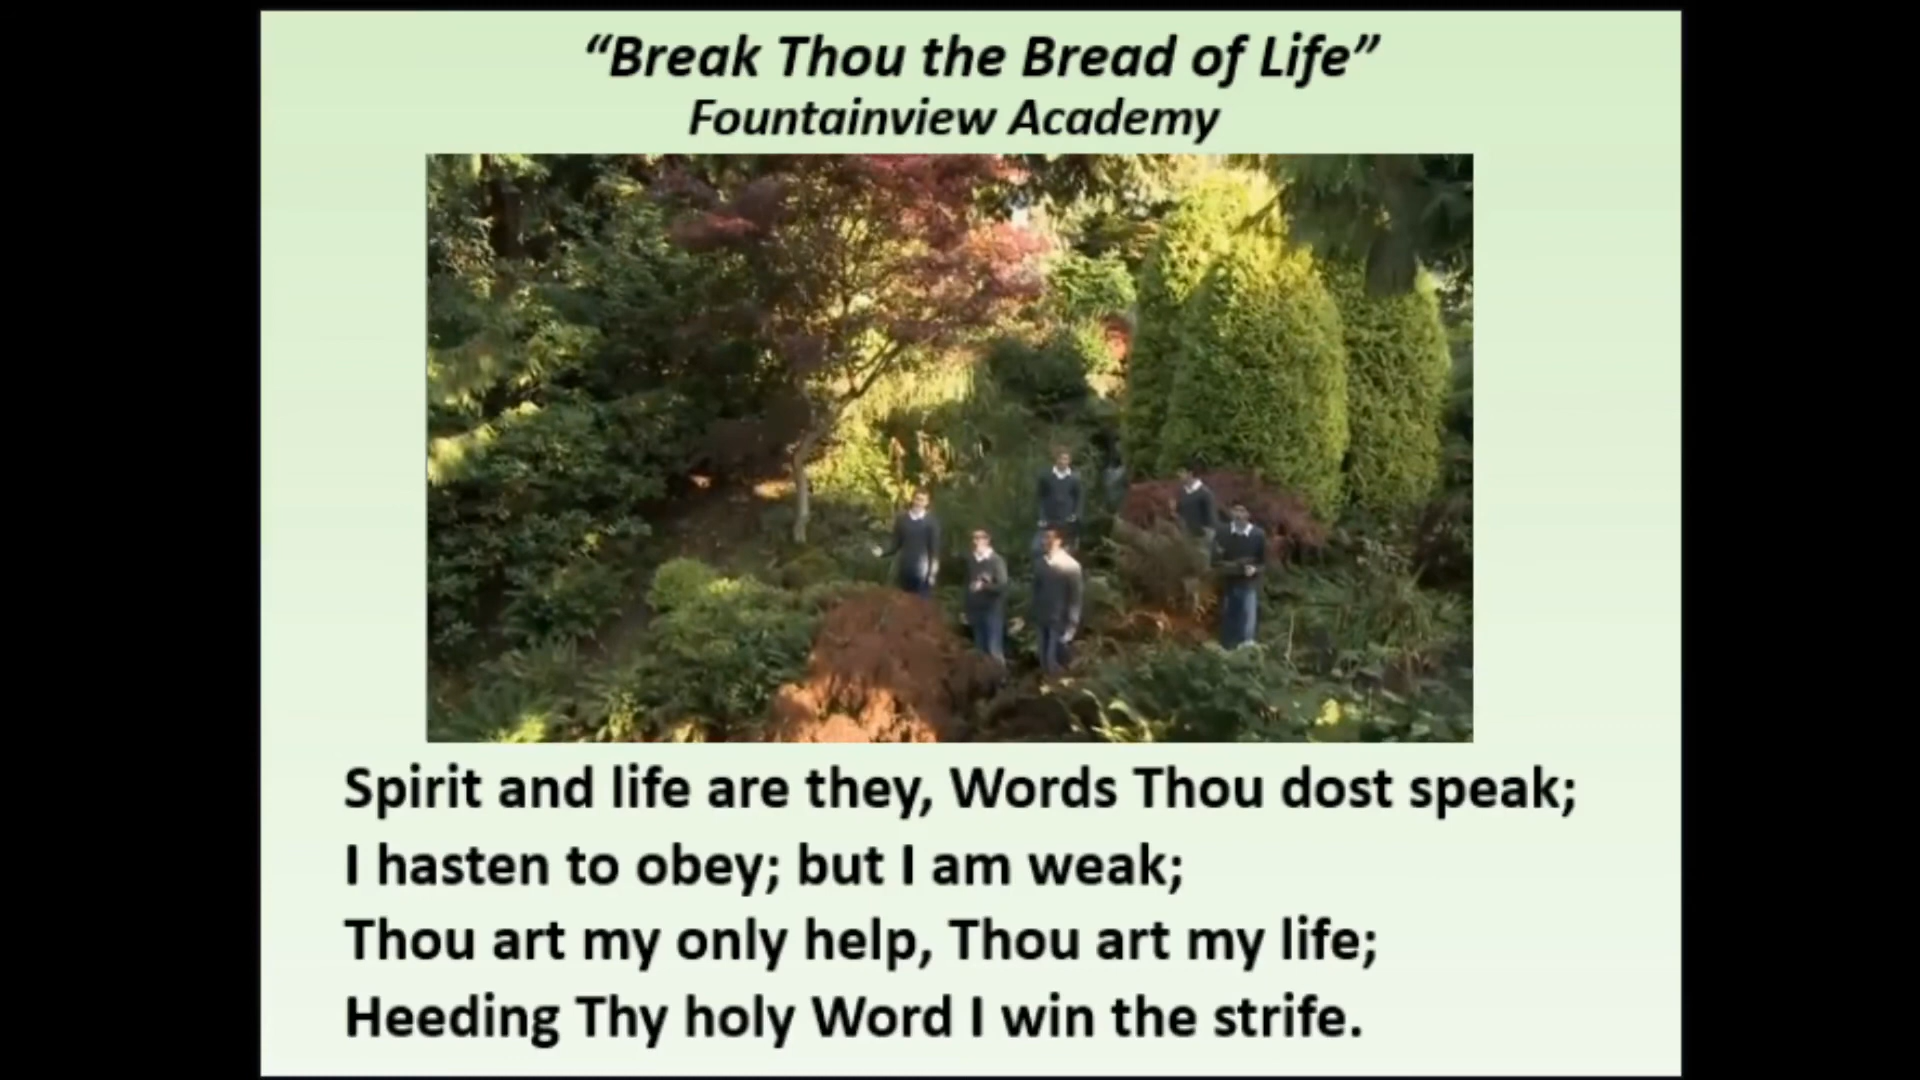 “Break Thou the Bread of Life”
Fountainview Academy
Spirit and life are they, Words Thou dost speak;
I hasten to obey; but I am weak;
Thou art my only help, Thou art my life;
Heeding Thy holy Word I win the strife.